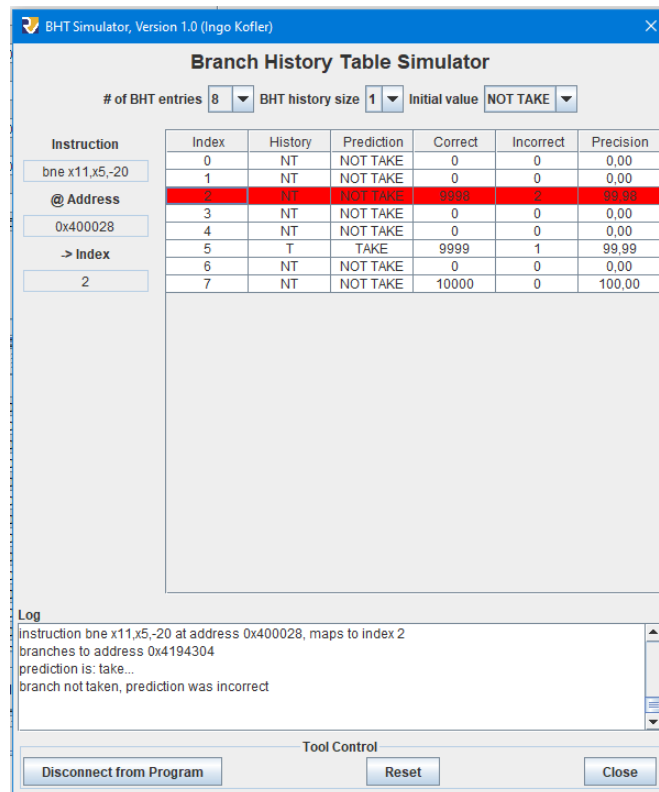 BHT Simulator, Version 1.0 (Ingo Kofler)
Branch History Table Simulator
# of BHT entries 8 BHT history size 1 Initial value NOT TAKE
Instruction
bne x11,x5,-20
@ Address
0x400028
-> Index
2
Index History Prediction Correct Incorrect Precision
0 NT NOT TAKE 0 0 0,00
1 NT NOT TAKE 0 0 0,00
2 NT NOT TAKE 9998 2 99,98
3 NT NOT TAKE 0 0 0,00
4 NT NOT TAKE 0 0 0,00
5 T TAKE 9999 1 99,99
6 NT NOT TAKE 0 0 0,00
7 NT NOT TAKE 10000 0 100,00
Log
instruction bne x11,x5,-20 at address 0x400028, maps to index 2
branches to address 0x4194304
prediction is: take...
branch not taken, prediction was incorrect
Tool Control
Disconnect from Program Reset Close